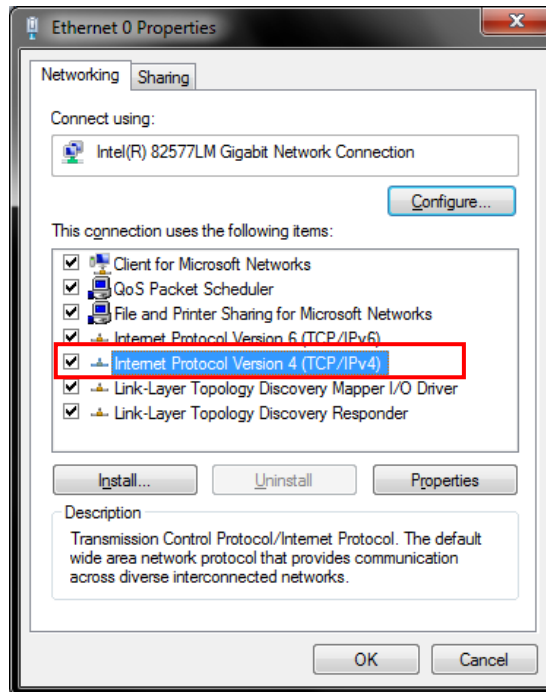 Ethernet 0 Properties
Networking
Sharing
Connect using:
Intel(R) 82577LM Gigabit Network Connection
Configure...
This connection uses the following items:
Client for Microsoft Networks
QoS Packet Scheduler
File and Printer Sharing for Microsoft Networks
Internet Protocol Version 6 (TCP/IPv6)
Internet Protocol Version 4 (TCP/IPv4)
Link-Layer Topology Discovery Mapper I/O Driver
Link-Layer Topology Discovery Responder
Install...
Uninstall
Properties
Description
Transmission Control Protocol/Internet Protocol. The default
wide area network protocol that provides communication
across diverse interconnected networks.
OK
Cancel